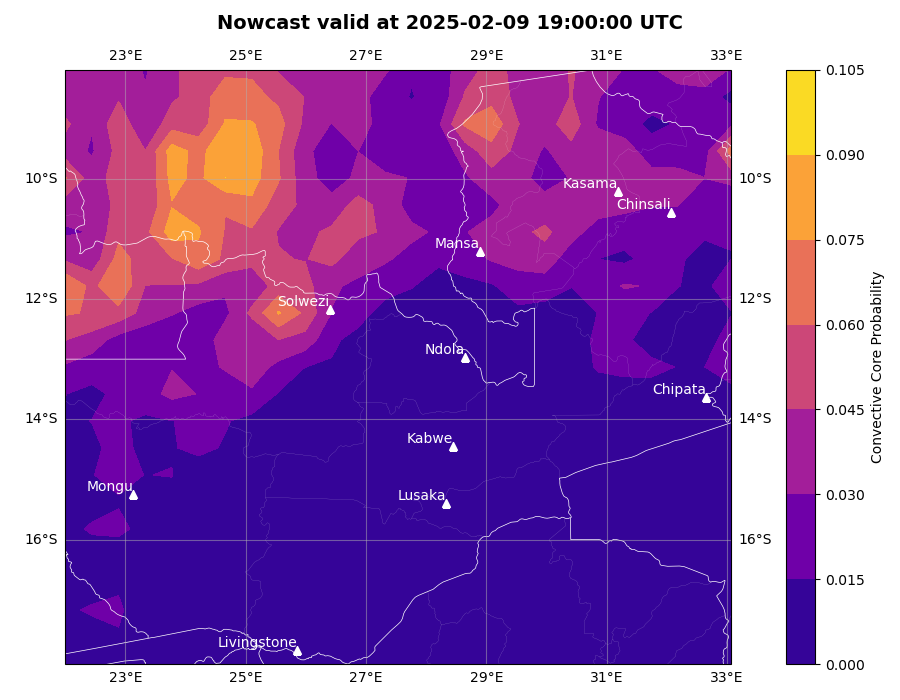 Nowcast valid at 2025-02-09 19:00:00 UTC
23°E 25°E 27°E 29°E 31°E 33°E
0.105
0.090
10°S 10°S
Kasama
Chinsali
0.075
Mansa
12°S 12°S
Solwezi
0.060
Ndola
Chipata
0.045
14°S 14°S
Kabwe
Mongu
Lusaka
0.030
16°S 16°S
0.015
Livingstone
0.000
23°E 25°E 27°E 29°E 31°E 33°E
Convective Core Probability